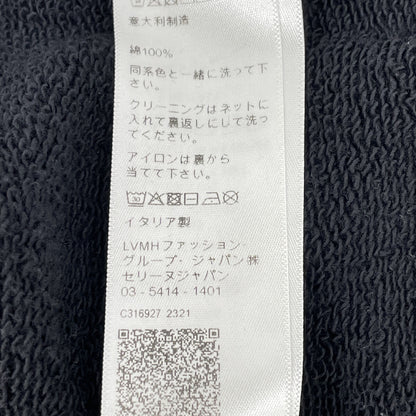 意大利制造
綿100%
同系色と一緒に洗って下
さい。
クリーニングはネットに
入れて裏返しにして洗っ
てください。
アイロンは裏から
当てて下さい。
30
イタリア製
LVMHファッション・
グループ・ジャパン㈱
セリーヌジャパン
03 - 5414 - 1401
C316927 2321